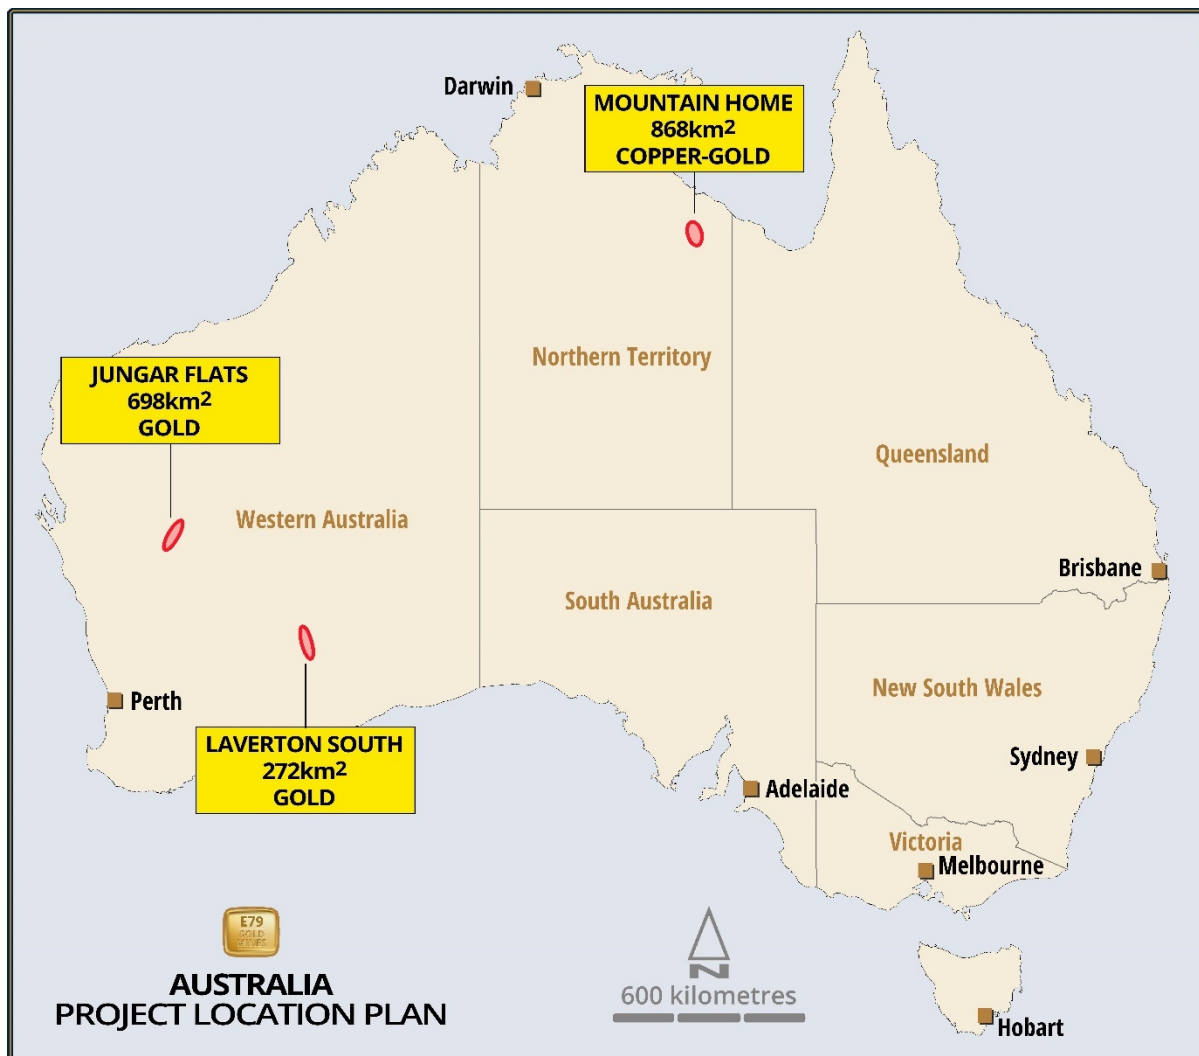 Darwin
MOUNTAIN HOME
868km2
COPPER-GOLD
JUNGAR FLATS
698km2
GOLD
Northern Territory
Queensland
Western Australia
South Australia
Brisbane
New South Wales
Perth
LAVERTON SOUTH
272km2
GOLD
Sydney
Adelaide
Victoria
Melbourne
E79
GOLD
MINES
AUSTRALIA
PROJECT LOCATION PLAN
N
600 kilometres
Hobart